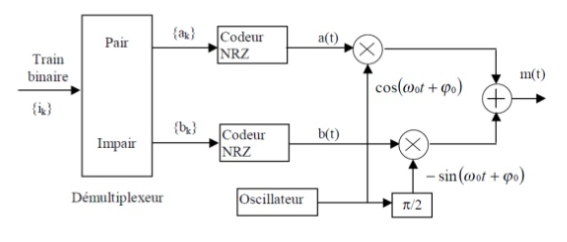 Train
binaire
{iₖ}
Pair
Impair
Démultiplexeur
{aₖ}
Codeur
NRZ
a(t)
cos(ω₀t + φ₀)
m(t)
{bₖ}
Codeur
NRZ
b(t)
− sin(ω₀t + φ₀)
Oscillateur
π/2